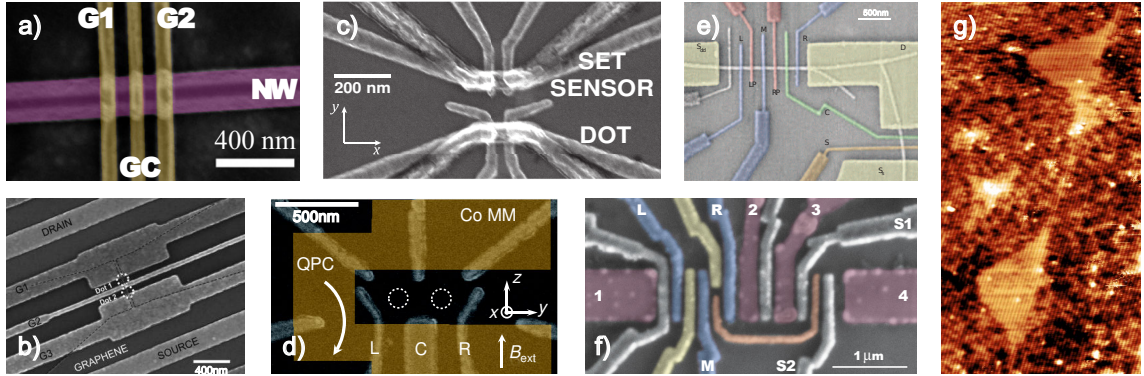 a)
G1
G2
NW
GC
400 nm
c)
SET
SENSOR
200 nm
y
x
DOT
e)
500nm
L
M
R
D
LP
RP
C
S
g)
b)
DRAIN
G1
Dot 1
Dot 2
G2
G3
GRAPHENE
SOURCE
400nm
500nm
Co MM
QPC
z
x
y
d)
L
C
R
Bext
L
R
2
3
S1
1
4
f)
M
S2
1 μm